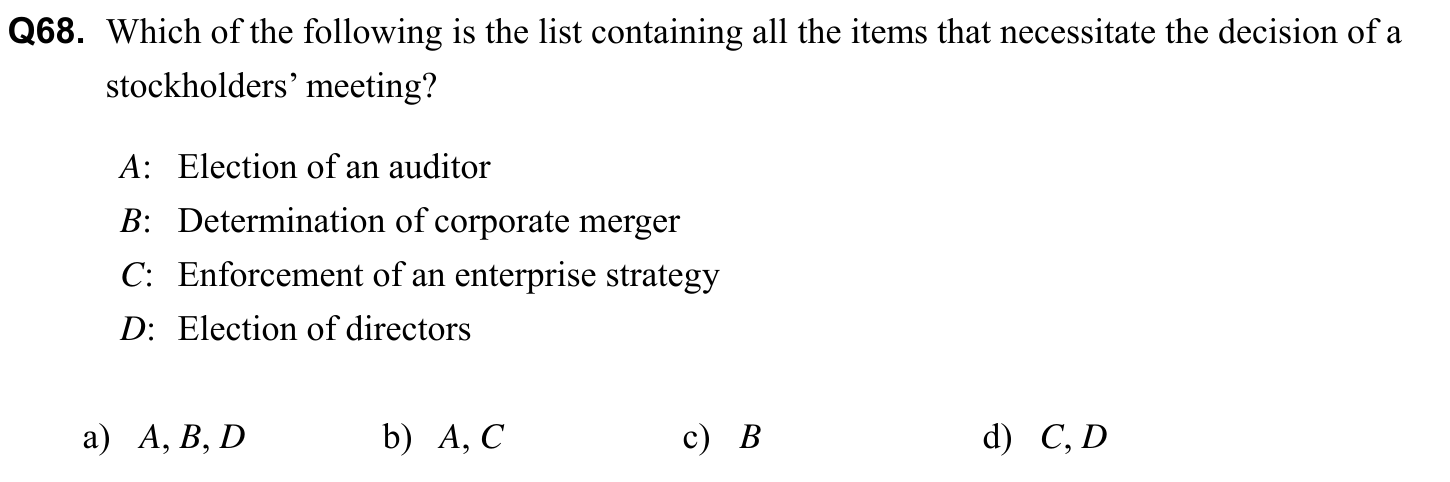 Q68. Which of the following is the list containing all the items that necessitate the decision of a
stockholders’ meeting?
A: Election of an auditor
B: Determination of corporate merger
C: Enforcement of an enterprise strategy
D: Election of directors
a) A, B, D b) A, C c) B d) C, D